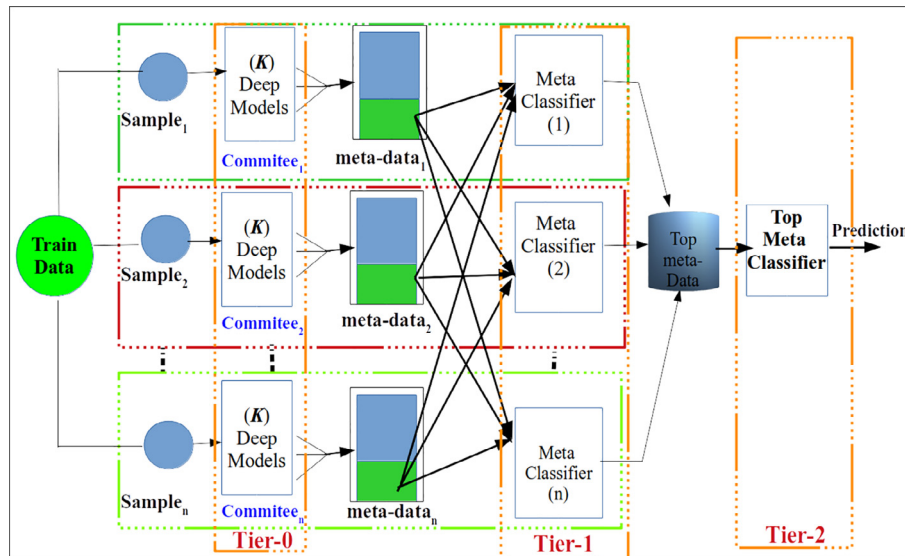 Train
Data
Sample1
(K)
Deep
Models
Commitee1
meta-data1
Meta
Classifier
(1)
Sample2
(K)
Deep
Models
Commitee2
meta-data2
Meta
Classifier
(2)
Samplen
(K)
Deep
Models
Commiteen
meta-datan
Meta
Classifier
(n)
Top
meta-
Data
Top
Meta
Classifier
Prediction
Tier-0
Tier-1
Tier-2